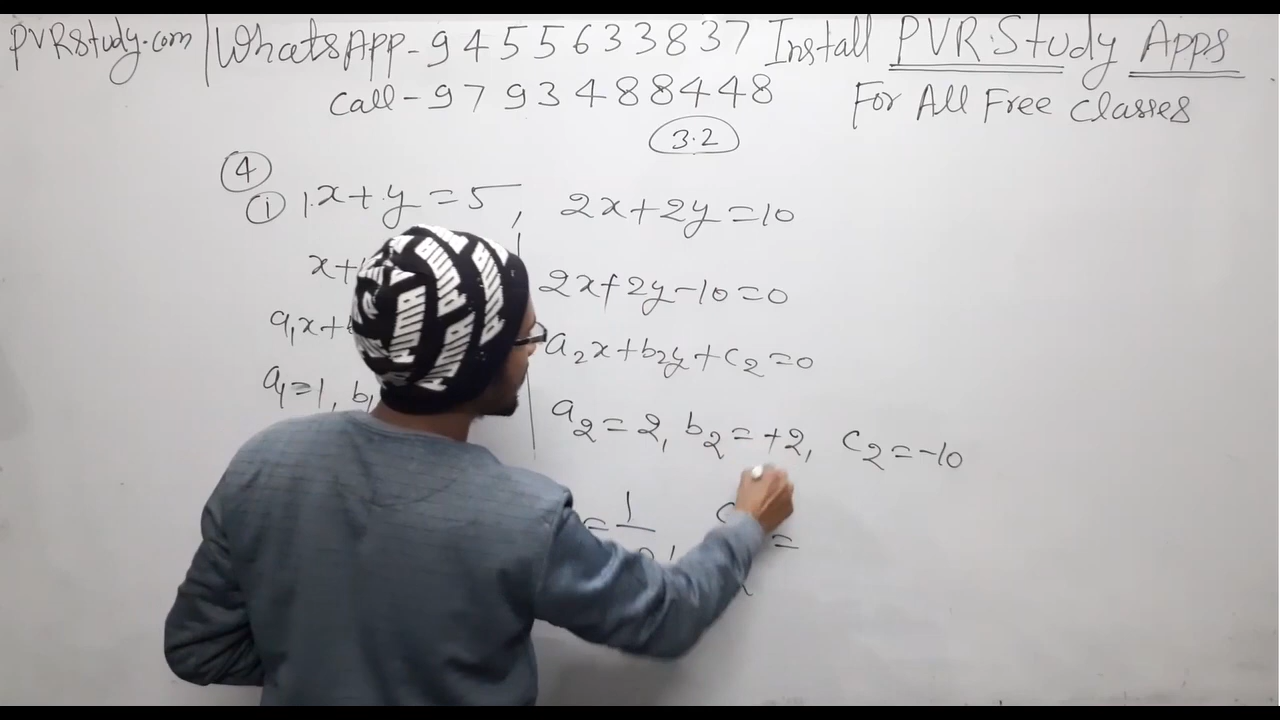 PVRStudy.com | WhatsApp - 9455633837 Install PVR Study Apps
Call - 9793488448 For All Free Classes
3.2
4
i 1.x + .y = 5, 2x + 2y = 10
x + 2x + 2y - 10 = 0
a₁x + a₂x + b₂y + c₂ = 0
a₁ = 1, b₁ a₂ = 2, b₂ = +2, c₂ = -10
= 1 C =
2